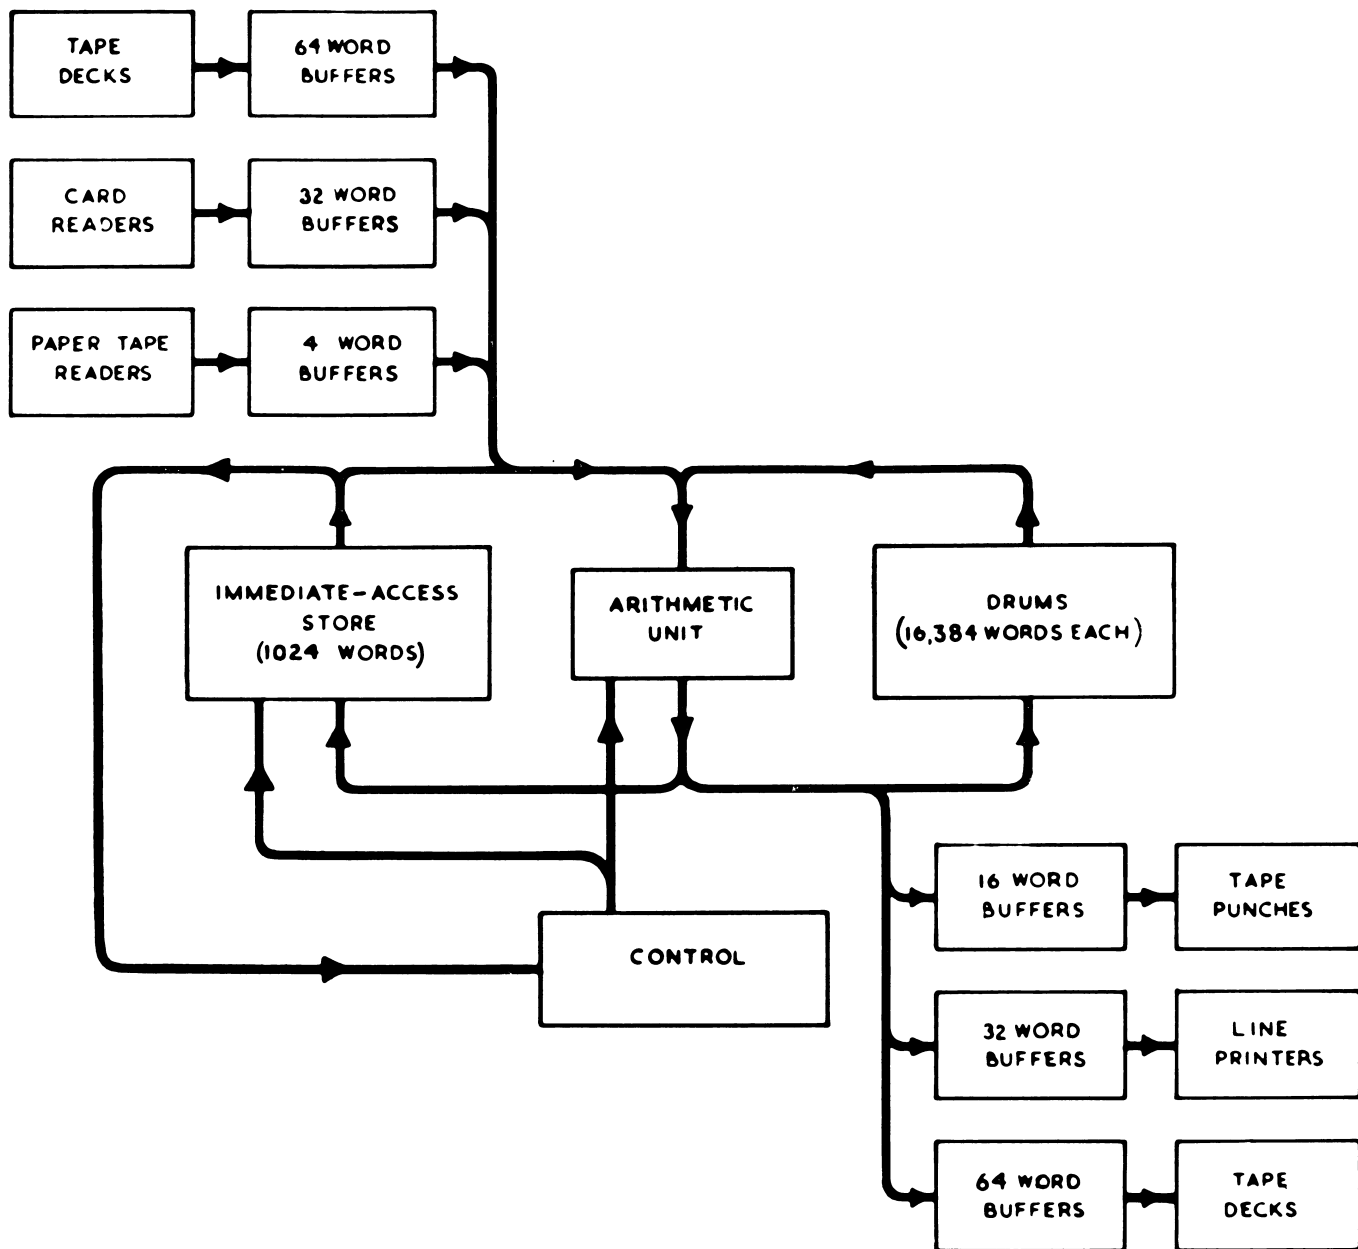 TAPE
DECKS
64 WORD
BUFFERS
CARD
READERS
32 WORD
BUFFERS
PAPER TAPE
READERS
4 WORD
BUFFERS
IMMEDIATE-ACCESS
STORE
(1024 WORDS)
ARITHMETIC
UNIT
DRUMS
(16,384 WORDS EACH)
CONTROL
16 WORD
BUFFERS
TAPE
PUNCHES
32 WORD
BUFFERS
LINE
PRINTERS
64 WORD
BUFFERS
TAPE
DECKS